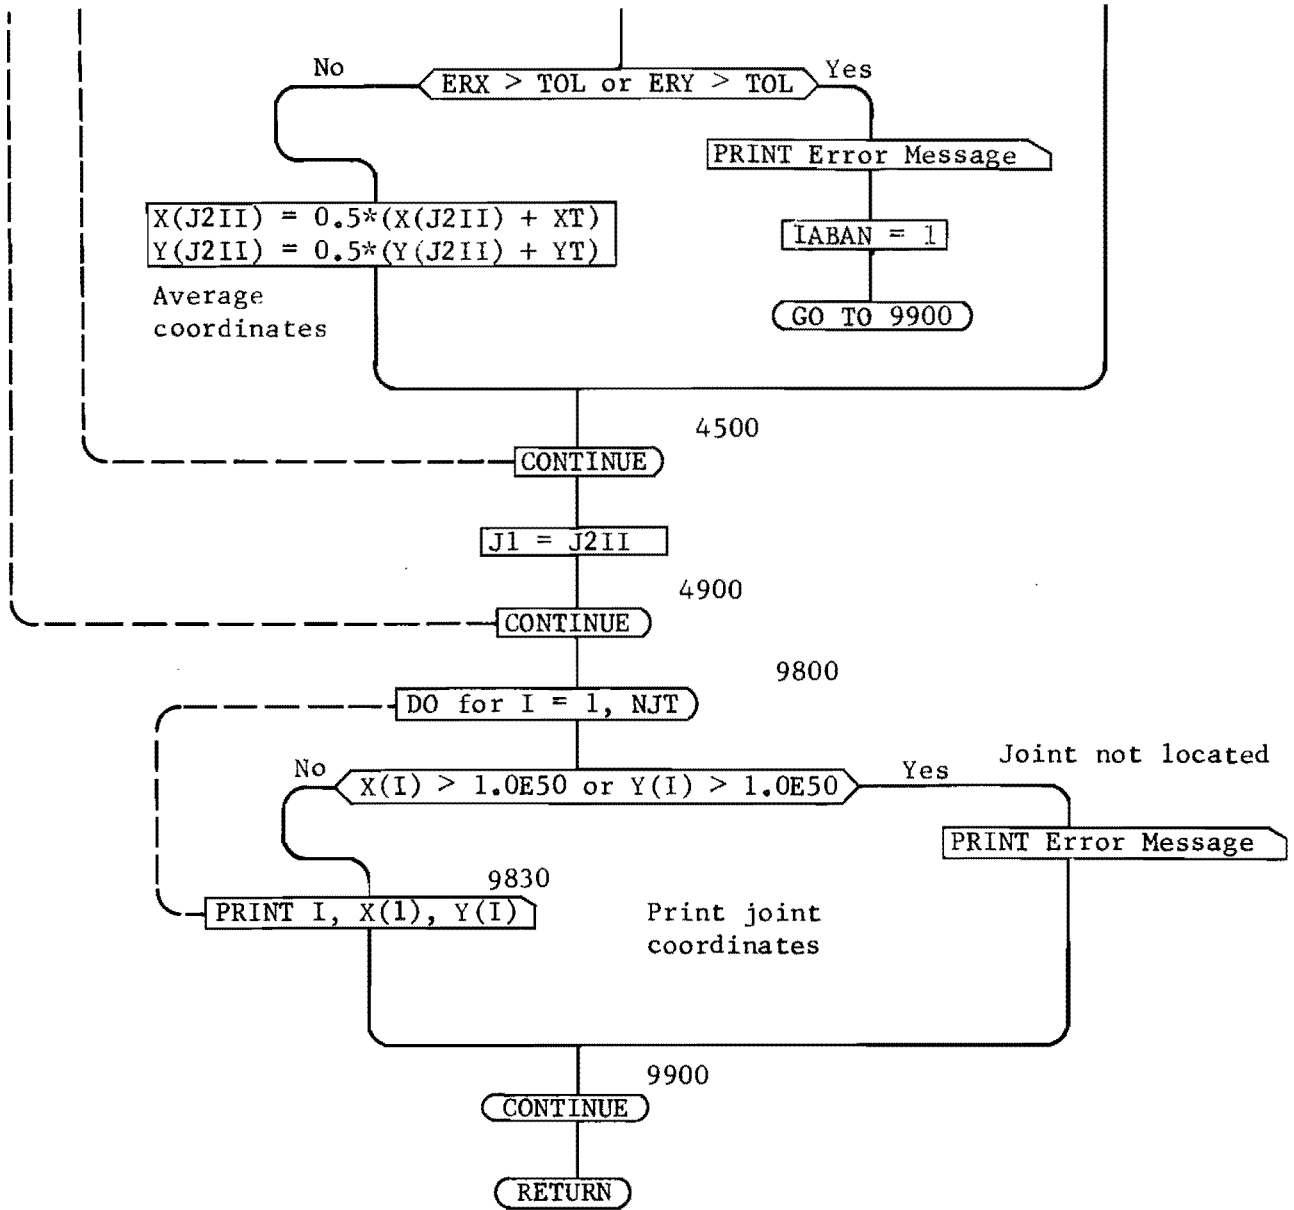 No
ERX > TOL or ERY > TOL
Yes
PRINT Error Message
X(J2II) = 0.5*(X(J2II) + XT)
Y(J2II) = 0.5*(Y(J2II) + YT)
IABAN = 1
Average
coordinates
GO TO 9900
4500
CONTINUE
J1 = J2II
4900
CONTINUE
9800
DO for I = 1, NJT
Joint not located
No
X(I) > 1.0E50 or Y(I) > 1.0E50
Yes
PRINT Error Message
9830
PRINT I, X(1), Y(I)
Print joint
coordinates
9900
CONTINUE
RETURN